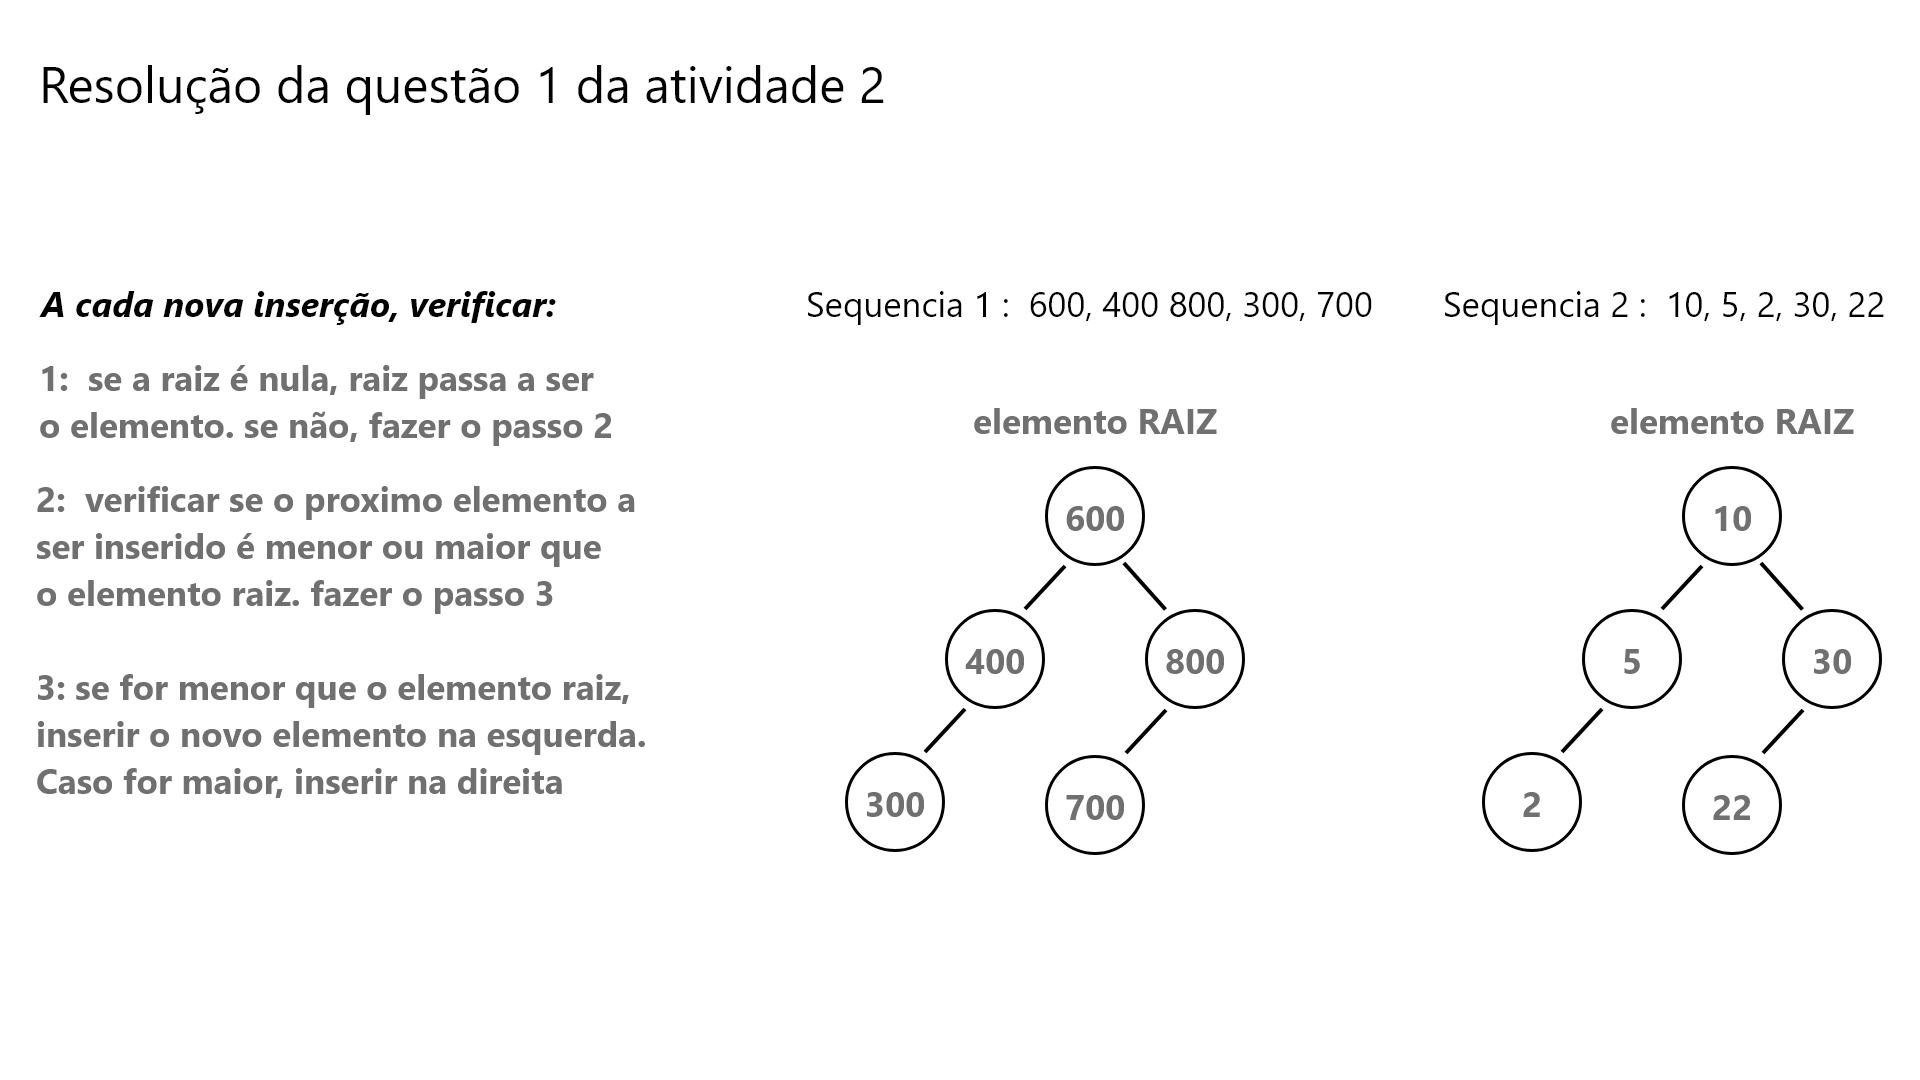 Resolução da questão 1 da atividade 2
A cada nova inserção, verificar:
1:  se a raiz é nula, raiz passa a ser
o elemento. se não, fazer o passo 2
2:  verificar se o proximo elemento a
ser inserido é menor ou maior que
o elemento raiz. fazer o passo 3
3: se for menor que o elemento raiz,
inserir o novo elemento na esquerda.
Caso for maior, inserir na direita
Sequencia 1 :  600, 400 800, 300, 700
elemento RAIZ
600
400
800
300
700
Sequencia 2 :  10, 5, 2, 30, 22
elemento RAIZ
10
5
30
2
22